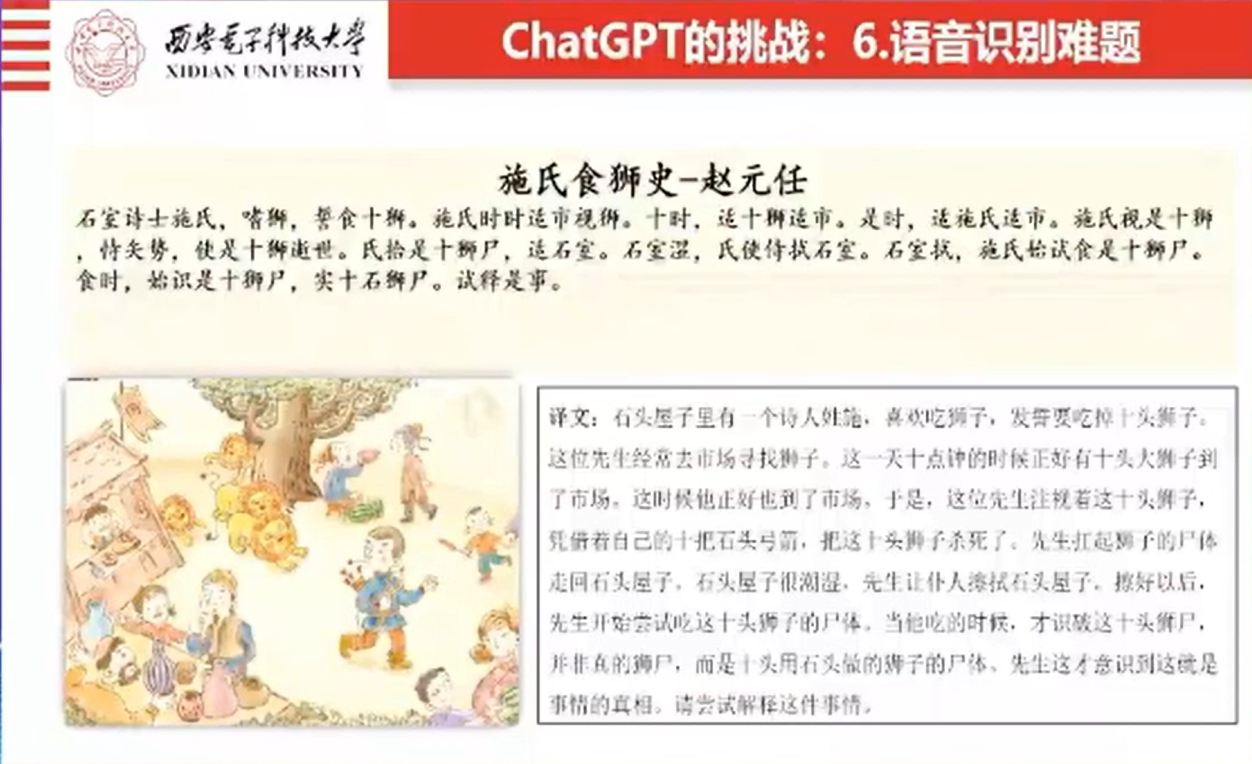 西安电子科技大学
XIDIAN UNIVERSITY
ChatGPT的挑战：6.语音识别难题
施氏食狮史-赵元任
石室诗士施氏，嗜狮，誓食十狮。施氏时时适市视狮。十时，适十狮适市。是时，适施氏适市。施氏视是十狮
，恃矢势，使是十狮逝世。氏拾是十狮尸，适石室。石室湿，氏使侍拭石室。石室拭，施氏始试食是十狮尸。
食时，始识是十狮尸，实十石狮尸。试释是事。
译文：石头屋子里有一个诗人姓施，喜欢吃狮子，发誓要吃掉十头狮子。
这位先生经常去市场寻找狮子。这一天十点钟的时候正好有十头大狮子到
了市场。这时候他正好也到了市场。于是，这位先生注视着这十头狮子，
凭借着自己的十把石头弓箭，把这十头狮子杀死了。先生扛起狮子的尸体
走回石头屋子。石头屋子很潮湿，先生让仆人擦拭石头屋子。擦好以后，
先生开始尝试吃这十头狮子的尸体。当他吃的时候，才识破这十头狮尸，
并非真的狮尸，而是十头用石头做的狮子的尸体。先生这才意识到这就是
事情的真相。请尝试解释这件事情。